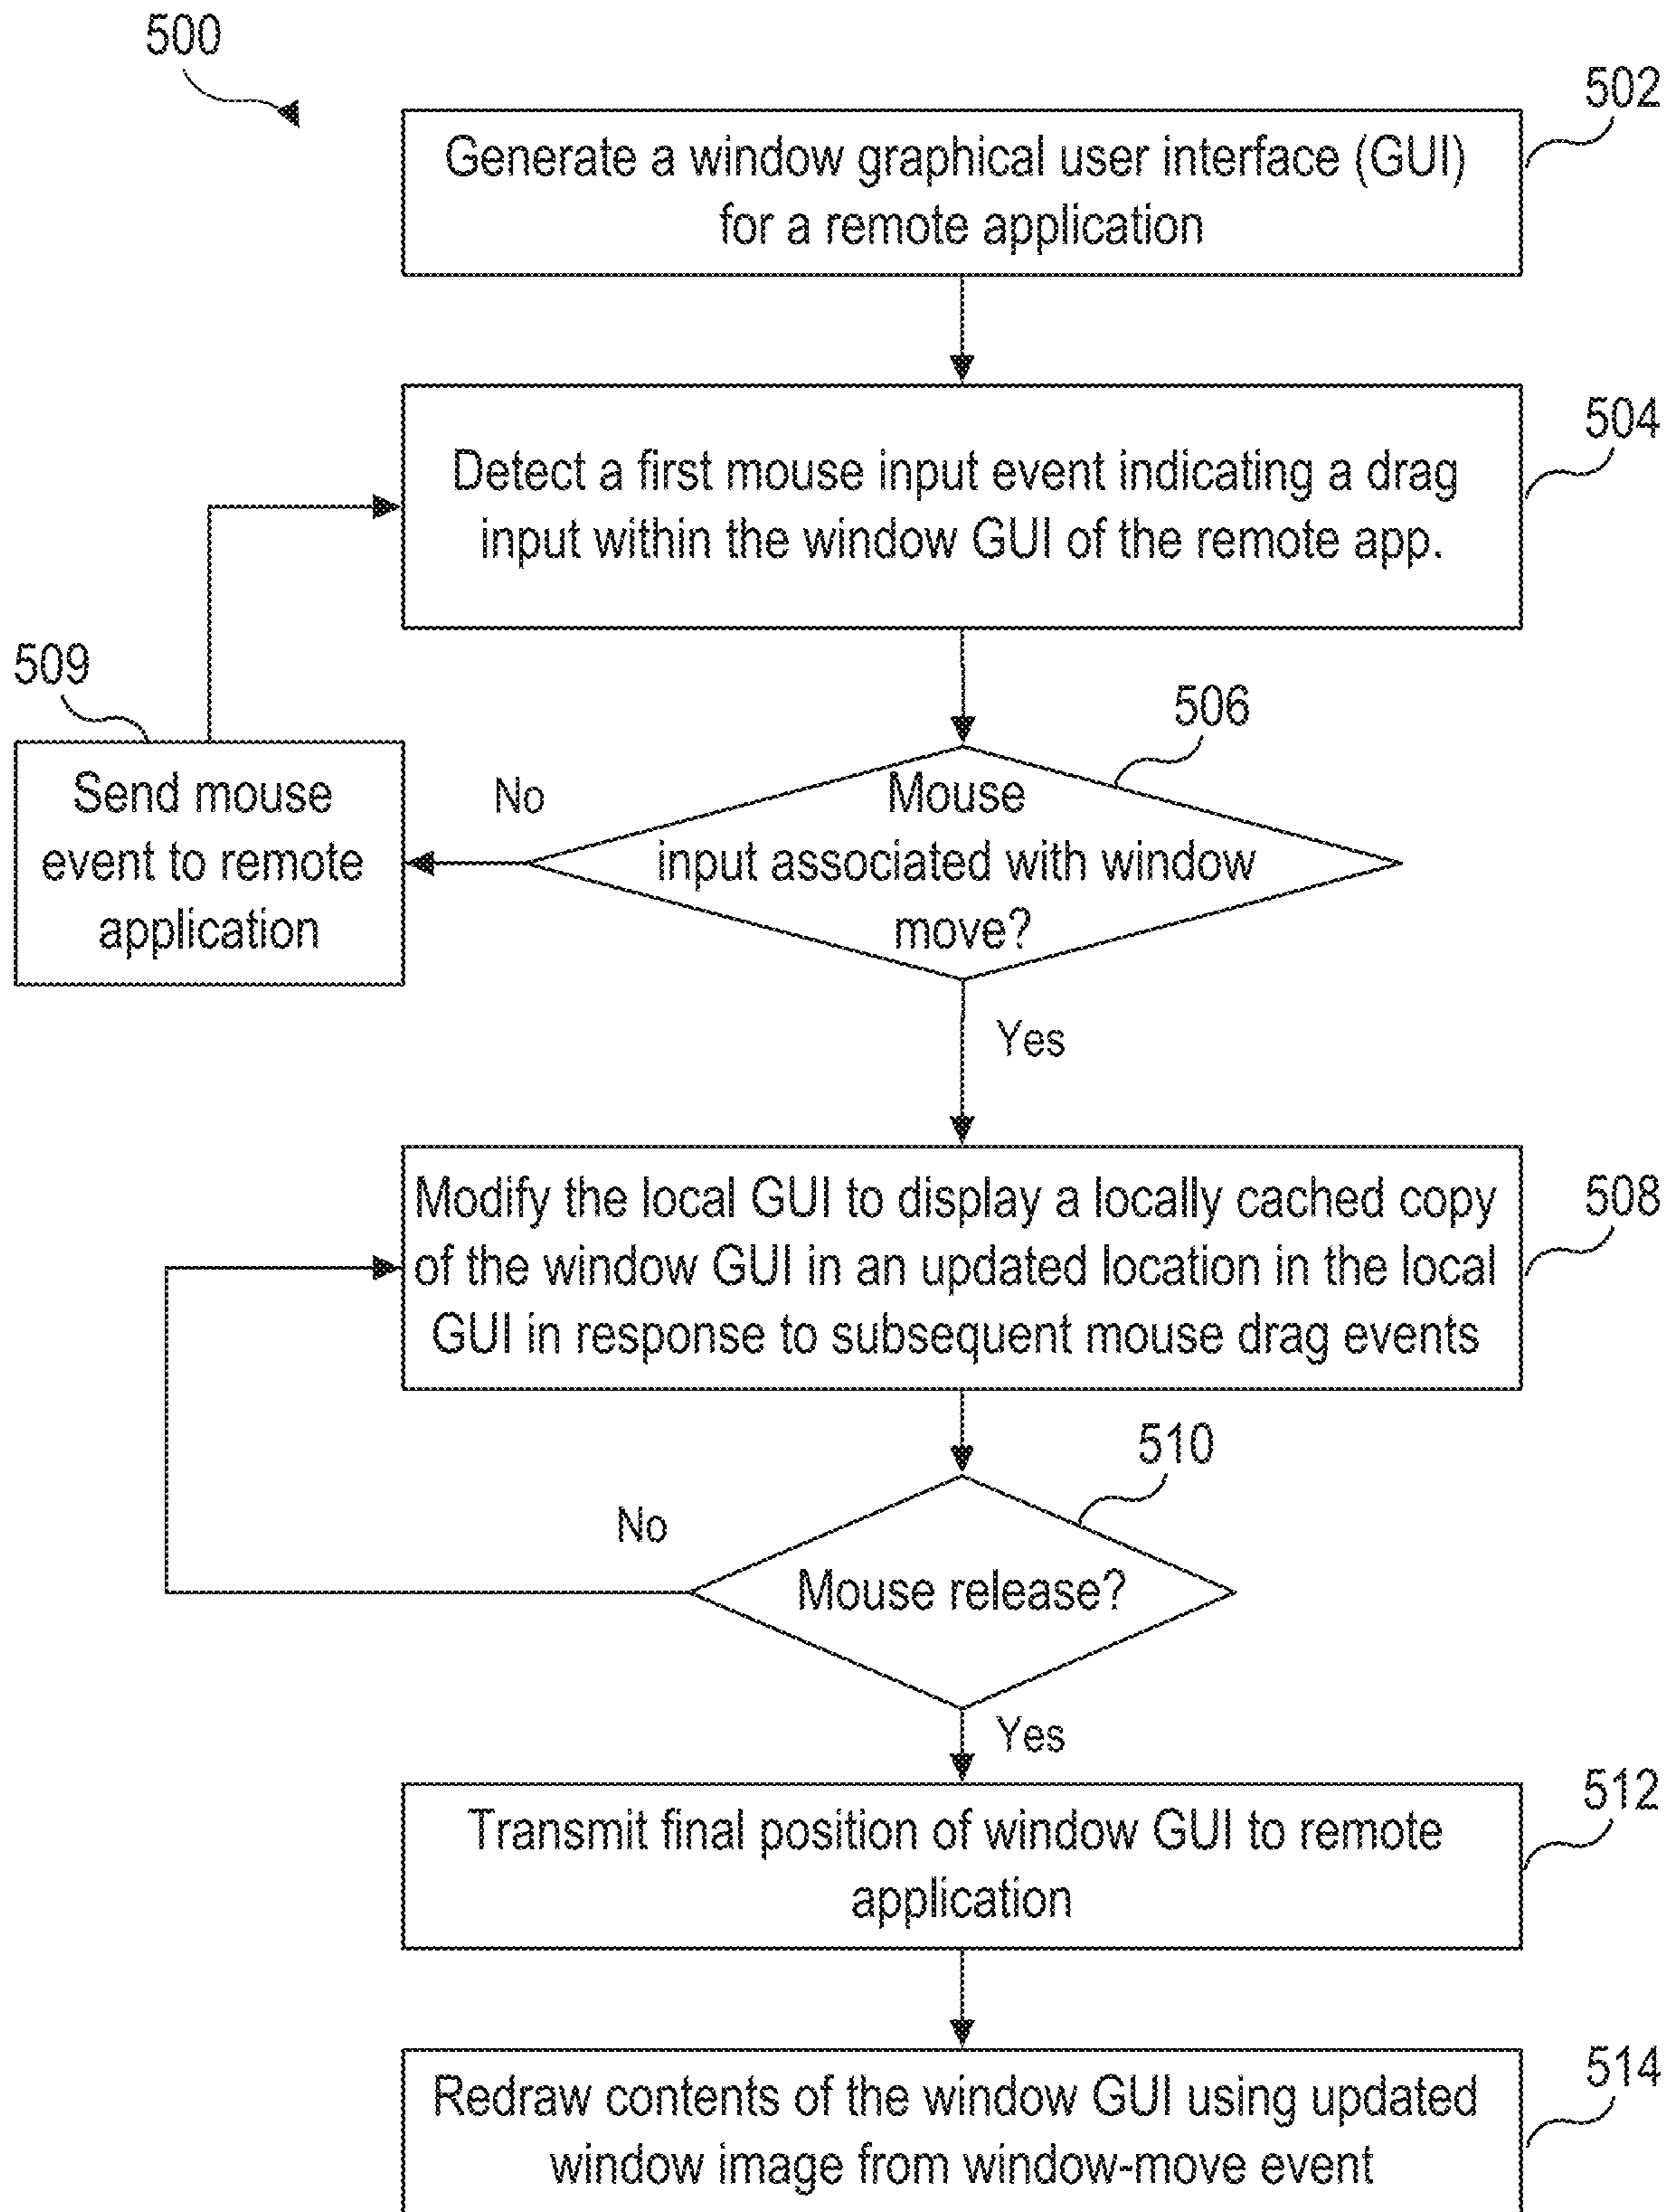 500
502
Generate a window graphical user interface (GUI)
for a remote application
504
Detect a first mouse input event indicating a drag
input within the window GUI of the remote app.
509
Send mouse
event to remote
application
No
506
Mouse
input associated with window
move?
Yes
508
Modify the local GUI to display a locally cached copy
of the window GUI in an updated location in the local
GUI in response to subsequent mouse drag events
510
No
Mouse release?
Yes
512
Transmit final position of window GUI to remote
application
514
Redraw contents of the window GUI using updated
window image from window-move event